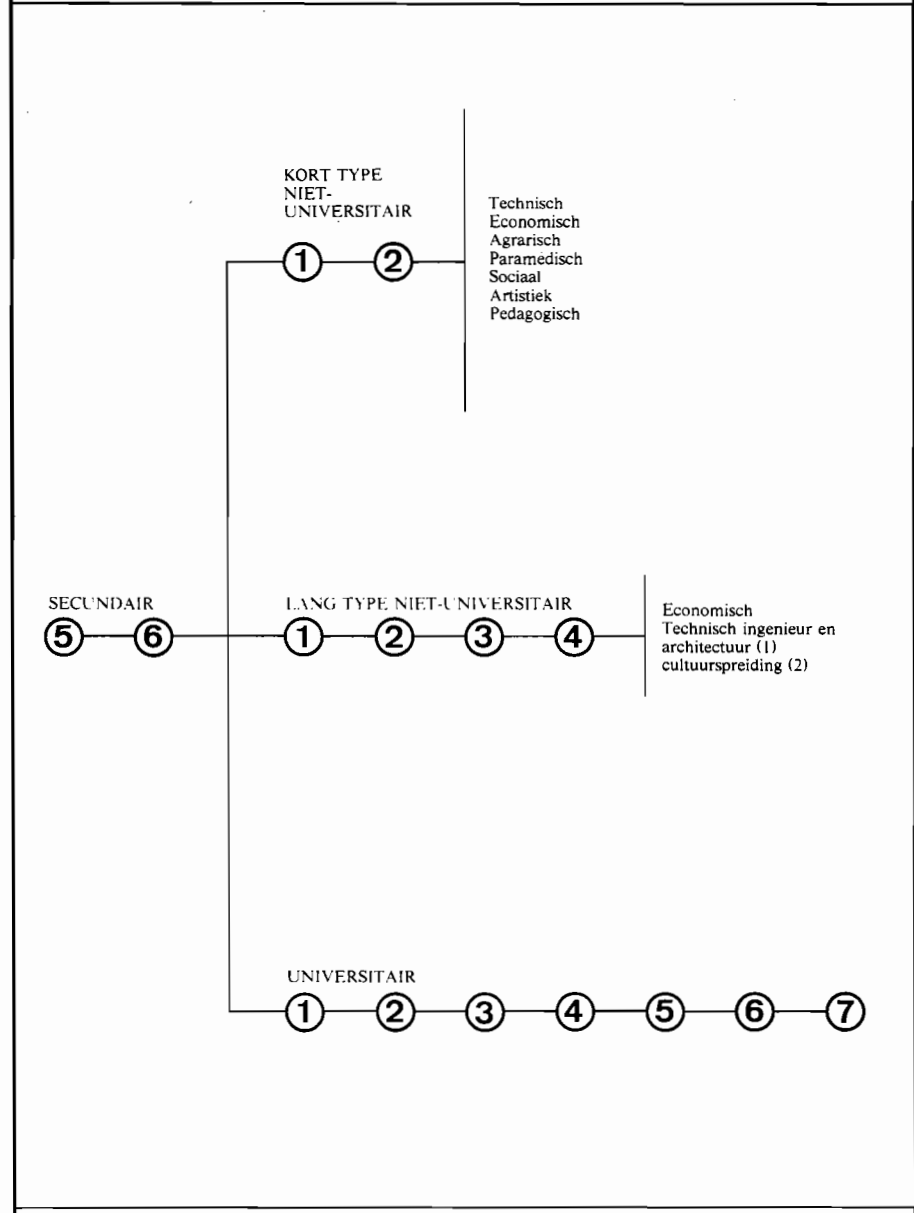 KORT TYPE
NIET-
UNIVERSITAIR
1 2
Technisch
Economisch
Agrarisch
Paramedisch
Sociaal
Artistiek
Pedagogisch
SECUNDAIR
5 6
LANG TYPE NIET-UNIVERSITAIR
1 2 3 4
Economisch
Technisch ingenieur en
architectuur (1)
cultuurspreiding (2)
UNIVERSITAIR
1 2 3 4 5 6 7